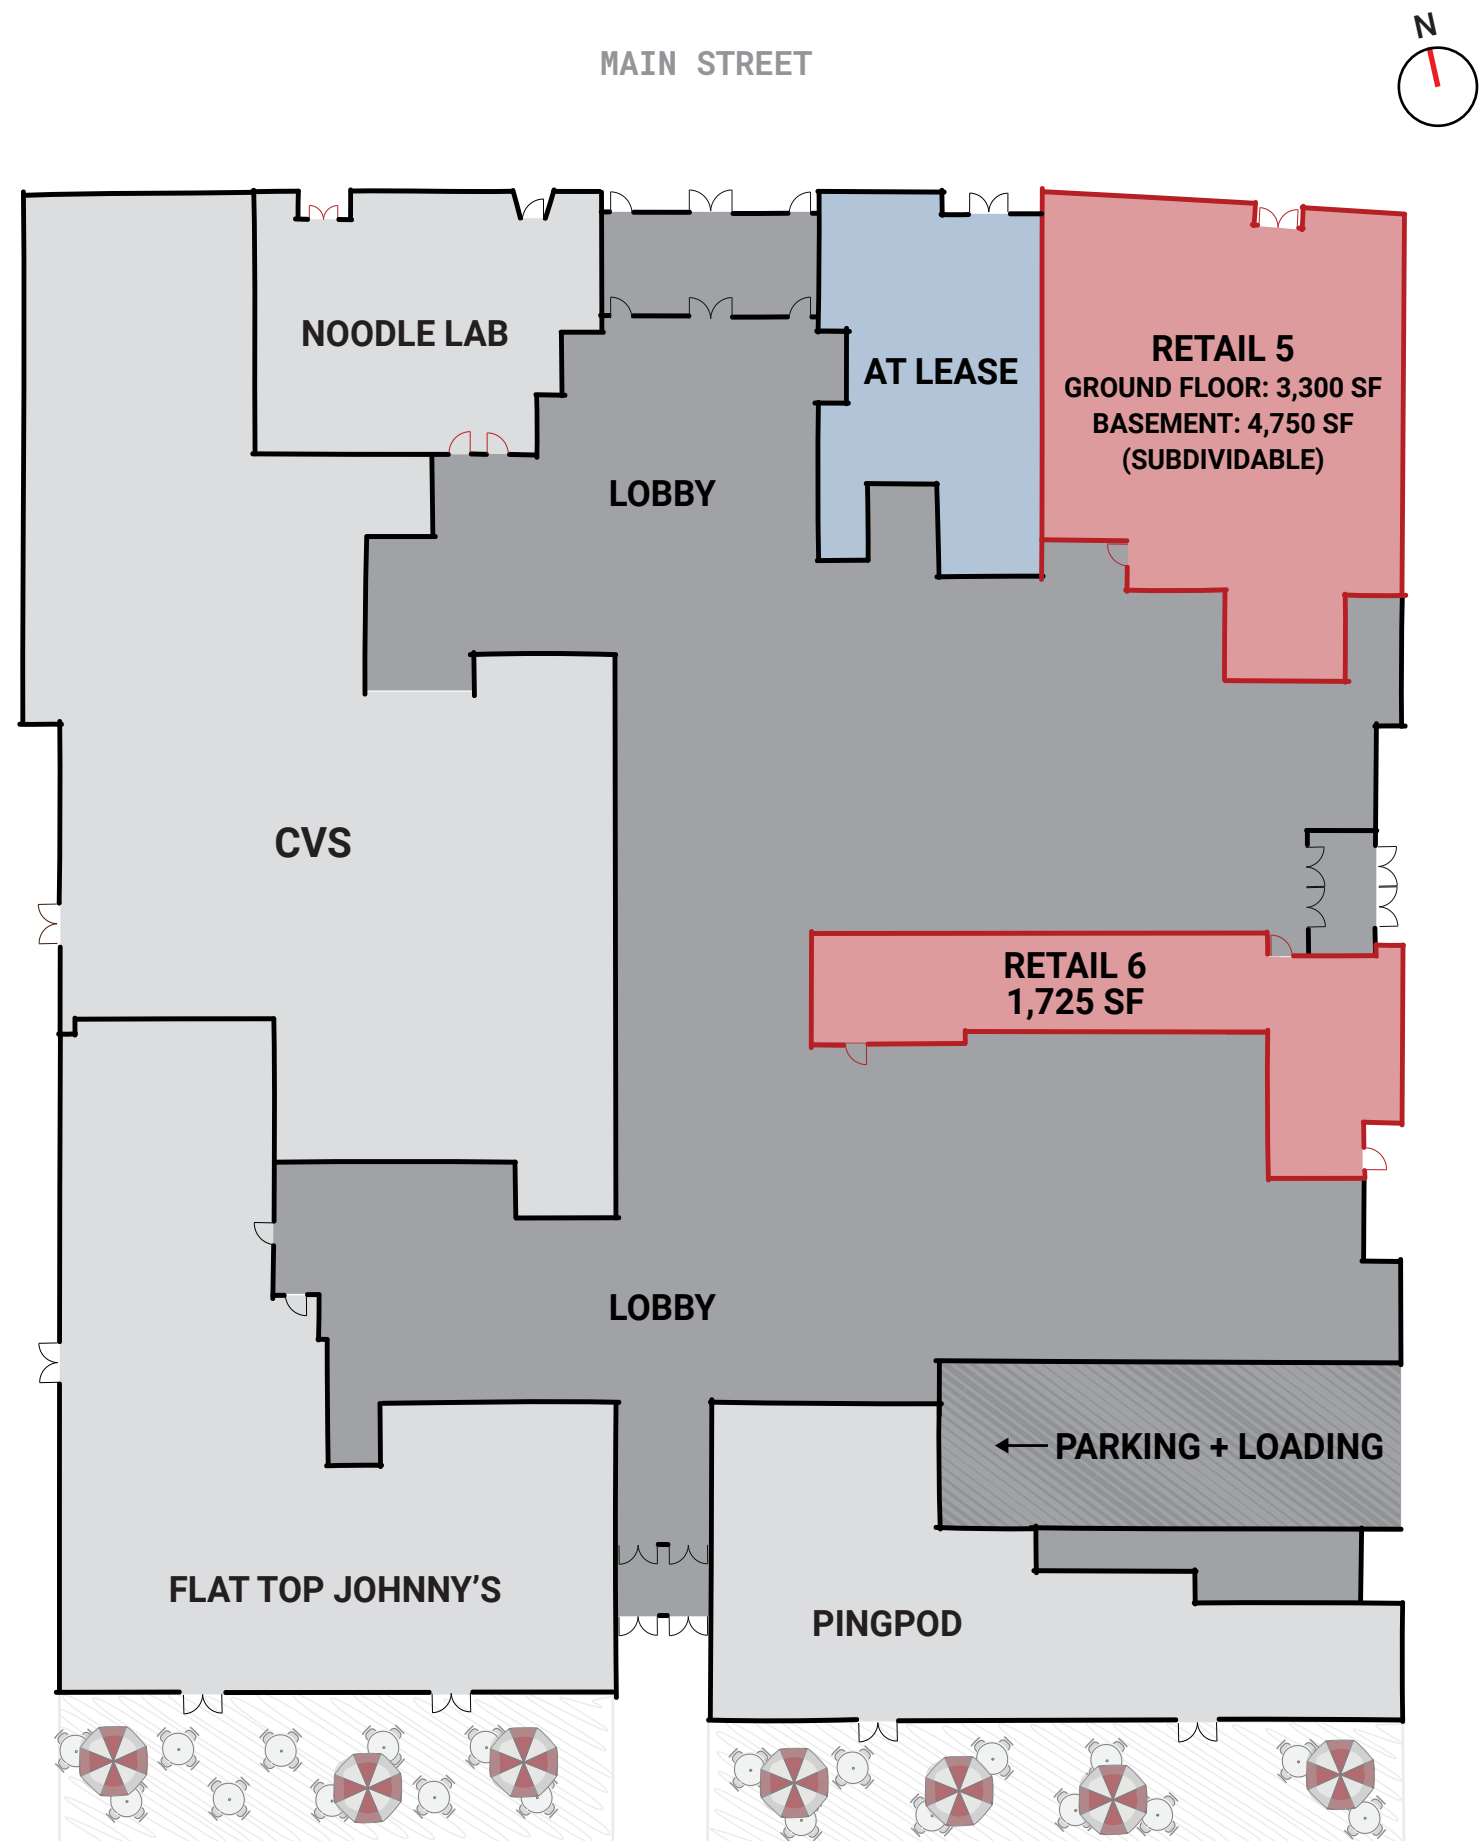 N
MAIN STREET
NOODLE LAB
AT LEASE
RETAIL 5
GROUND FLOOR: 3,300 SF
BASEMENT: 4,750 SF
(SUBDIVIDABLE)
LOBBY
CVS
RETAIL 6
1,725 SF
LOBBY
PARKING + LOADING
FLAT TOP JOHNNY’S
PINGPOD